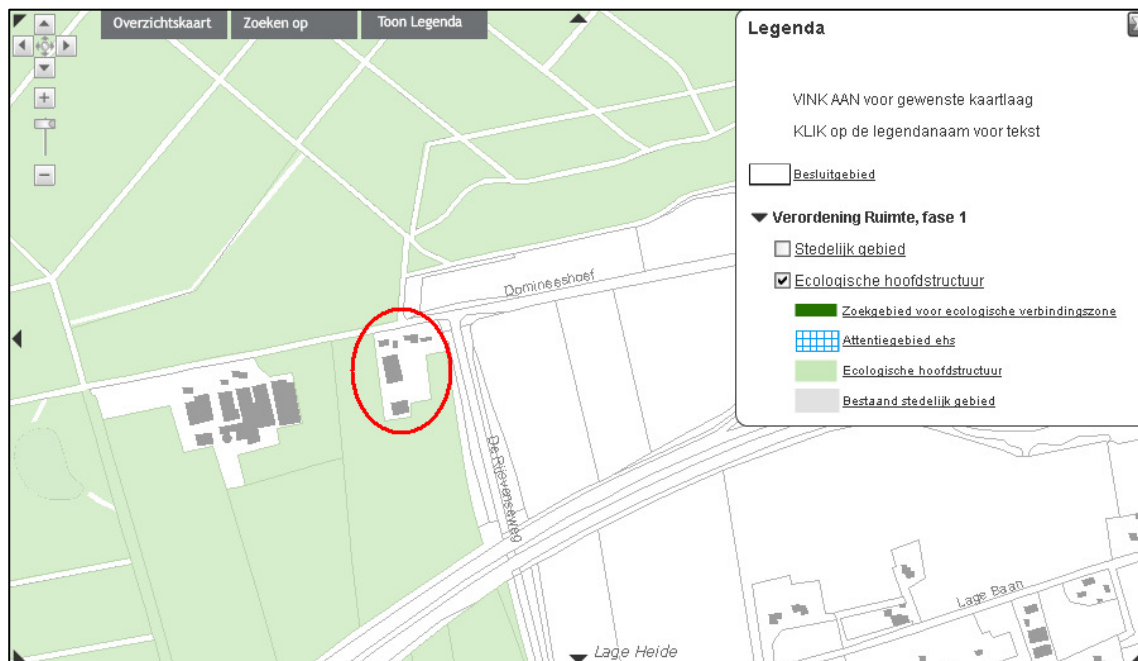 Overzichtskaart
Zoeken op
Toon Legenda
Legenda
VINK AAN voor gewenste kaartlaag
KLIK op de legendanaam voor tekst
Besluitgebied
Verordening Ruimte, fase 1
Stedelijk gebied
Ecologische hoofdstructuur
Zoekgebied voor ecologische verbindingszone
Attentiegebied ehs
Ecologische hoofdstructuur
Bestaand stedelijk gebied
Domineeshoef
De Rijsvenseweg
Lage Baan
Lage Heide